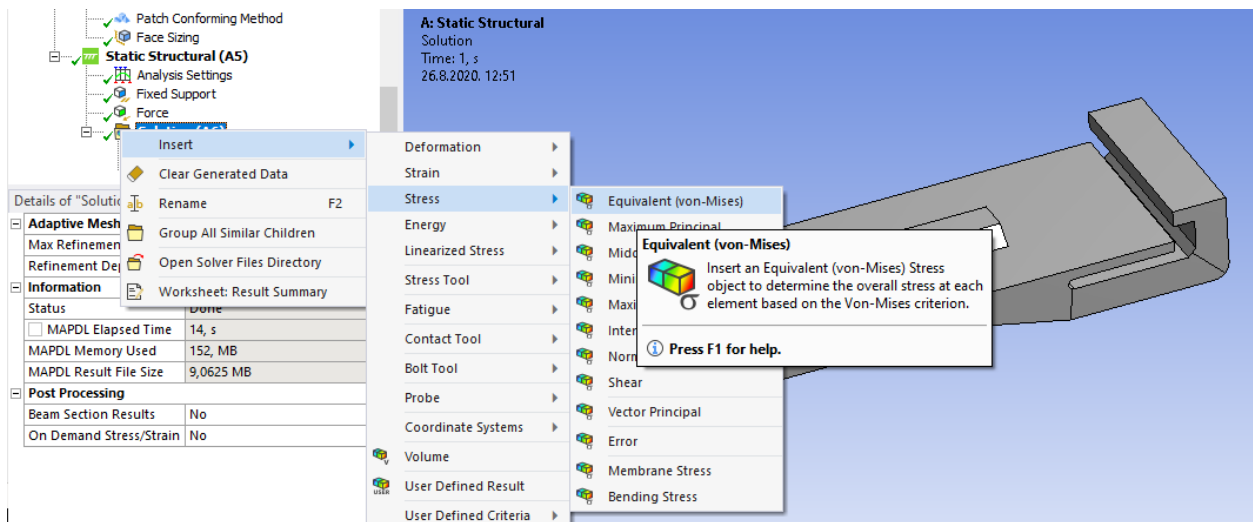 Patch Conforming Method
Face Sizing
Static Structural (A5)
Analysis Settings
Fixed Support
Force
Insert
Clear Generated Data
Rename F2
Group All Similar Children
Open Solver Files Directory
Worksheet: Result Summary
Details of "Solutio
Adaptive Mesh
Max Refinemen
Refinement De
Information
Status Done
MAPDL Elapsed Time 14, s
MAPDL Memory Used 152, MB
MAPDL Result File Size 9,0625 MB
Post Processing
Beam Section Results No
On Demand Stress/Strain No
Deformation
Strain
Stress
Energy
Linearized Stress
Stress Tool
Fatigue
Contact Tool
Bolt Tool
Probe
Coordinate Systems
Volume
User Defined Result
User Defined Criteria
Equivalent (von-Mises)
Maximum Principal
Midd
Mini
Maxi
Inter
Norm
Shear
Vector Principal
Error
Membrane Stress
Bending Stress
Equivalent (von-Mises)
Insert an Equivalent (von-Mises) Stress
object to determine the overall stress at each
element based on the Von-Mises criterion.
Press F1 for help.
A: Static Structural
Solution
Time: 1, s
26.8.2020. 12:51